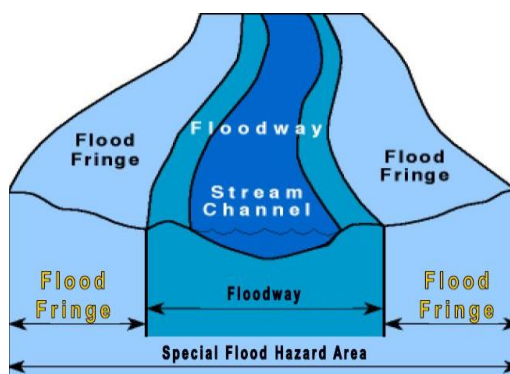 Floodway
Flood
Fringe
Flood
Fringe
Stream
Channel
Flood
Fringe
Floodway
Flood
Fringe
Special Flood Hazard Area